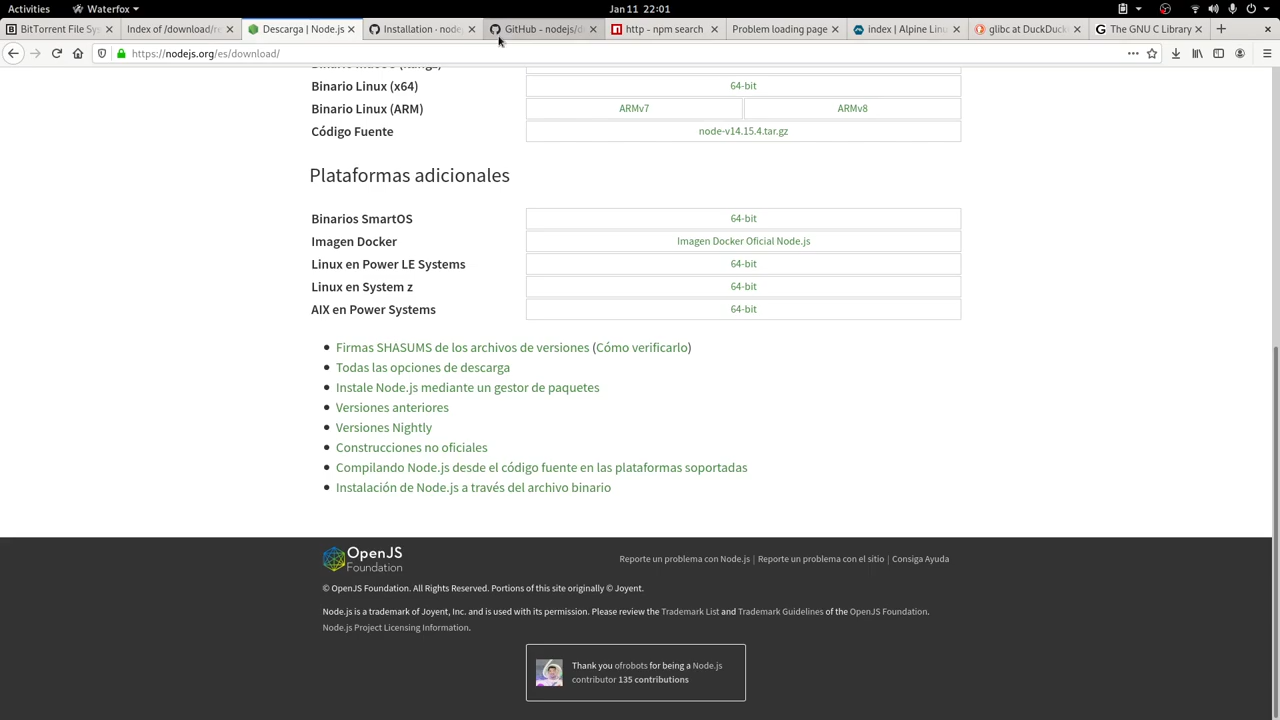 Activities
Waterfox
Jan 11 22:01
BitTorrent File Sy
Index of /download/re
Descarga | Node.js
Installation · node
GitHub - nodejs/d
http - npm search
Problem loading page
index | Alpine Linu
glibc at DuckDuc
The GNU C Library
https://nodejs.org/es/download/
Binario Linux (x64) 64-bit
Binario Linux (ARM) ARMv7 ARMv8
Código Fuente node-v14.15.4.tar.gz
Plataformas adicionales
Binarios SmartOS 64-bit
Imagen Docker Imagen Docker Oficial Node.js
Linux en Power LE Systems 64-bit
Linux en System z 64-bit
AIX en Power Systems 64-bit
Firmas SHASUMS de los archivos de versiones (Cómo verificarlo)
Todas las opciones de descarga
Instale Node.js mediante un gestor de paquetes
Versiones anteriores
Versiones Nightly
Construcciones no oficiales
Compilando Node.js desde el código fuente en las plataformas soportadas
Instalación de Node.js a través del archivo binario
OpenJS
Foundation
Reporte un problema con Node.js | Reporte un problema con el sitio | Consiga Ayuda
© OpenJS Foundation. All Rights Reserved. Portions of this site originally © Joyent.
Node.js is a trademark of Joyent, Inc. and is used with its permission. Please review the Trademark List and Trademark Guidelines of the OpenJS Foundation.
Node.js Project Licensing Information.
Thank you ofrobots for being a Node.js
contributor 135 contributions